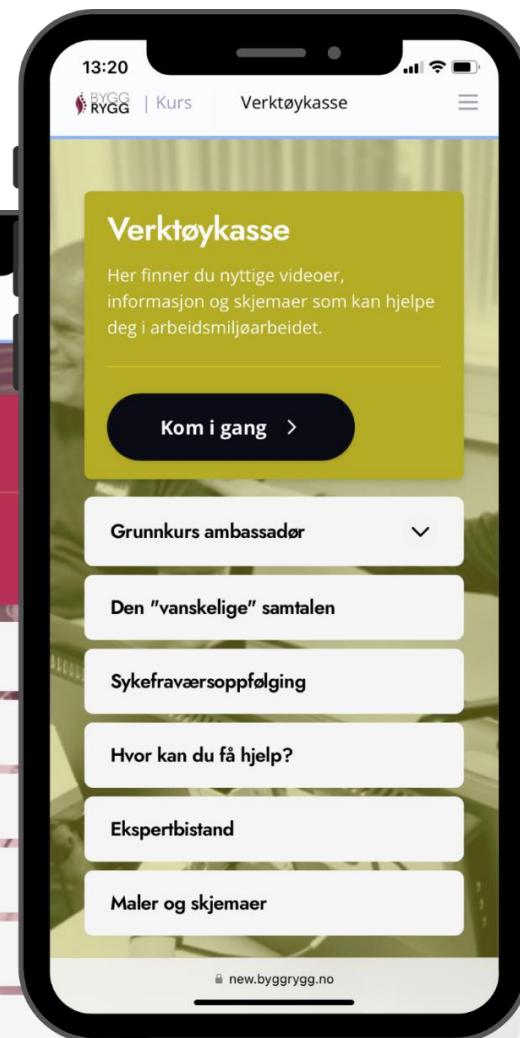 13:20
BYGG
RYGG | Kurs Verktøykasse
Verktøykasse
Her finner du nyttige videoer,
informasjon og skjemaer som kan hjelpe
deg i arbeidsmiljøarbeidet.
Kom i gang
Grunnkurs ambassadør
Den "vanskelige" samtalen
Sykefraværsoppfølging
Hvor kan du få hjelp?
Ekspertbistand
Maler og skjemaer
new.byggrygg.no